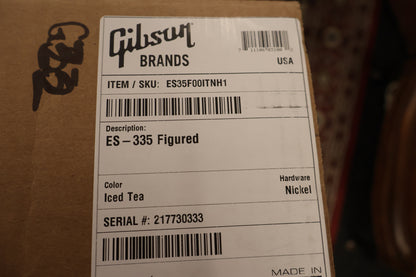 Gibson
BRANDS
USA
ITEM / SKU: ES35F00ITNH1
Description:
ES-335 Figured
Color
Iced Tea
Hardware
Nickel
SERIAL #: 217730333
MADE IN